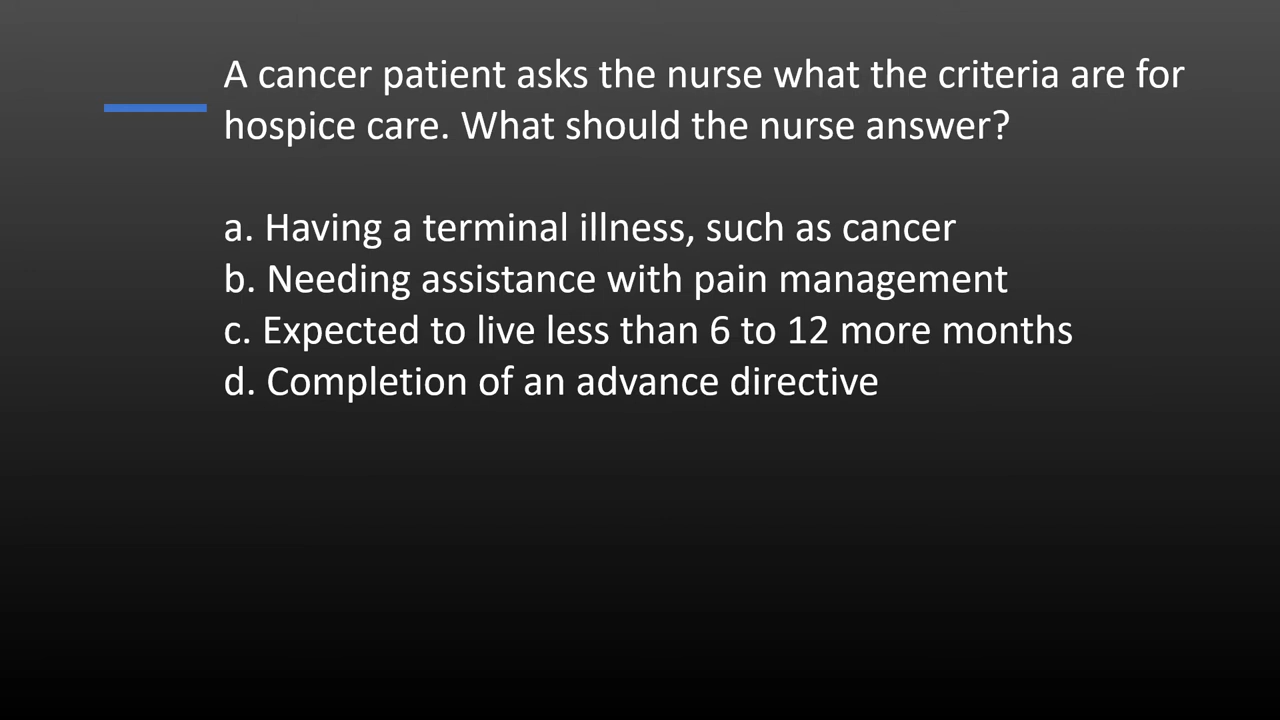 A cancer patient asks the nurse what the criteria are for
hospice care. What should the nurse answer?
a. Having a terminal illness, such as cancer
b. Needing assistance with pain management
c. Expected to live less than 6 to 12 more months
d. Completion of an advance directive